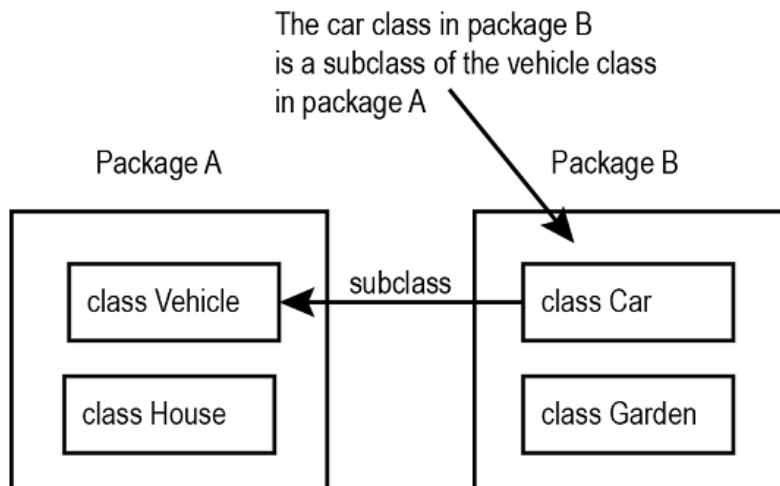 The car class in package B
is a subclass of the vehicle class
in package A
Package A
Package B
class Vehicle
subclass
class Car
class House
class Garden